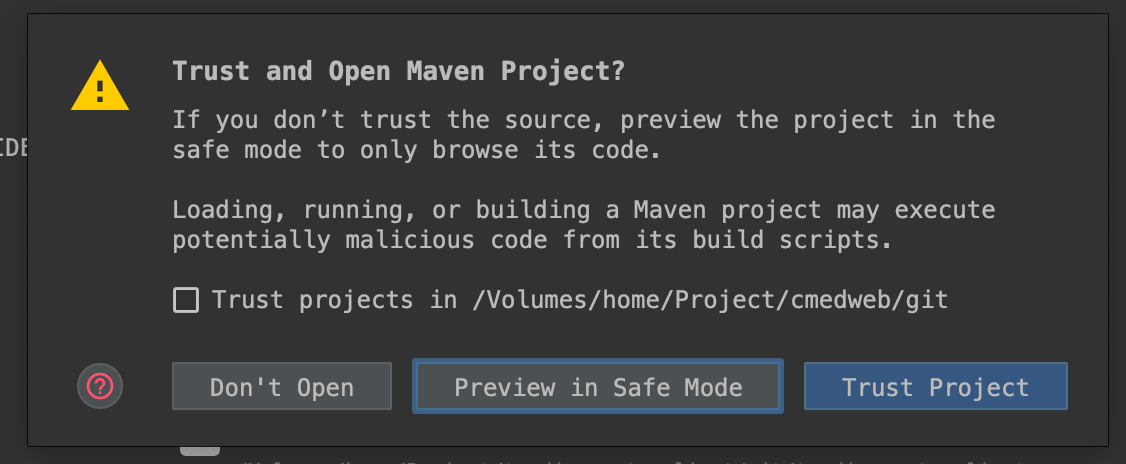 Trust and Open Maven Project?
If you don’t trust the source, preview the project in the
safe mode to only browse its code.
IDE
Loading, running, or building a Maven project may execute
potentially malicious code from its build scripts.
Trust projects in /Volumes/home/Project/cmedweb/git
Don't Open
Preview in Safe Mode
Trust Project